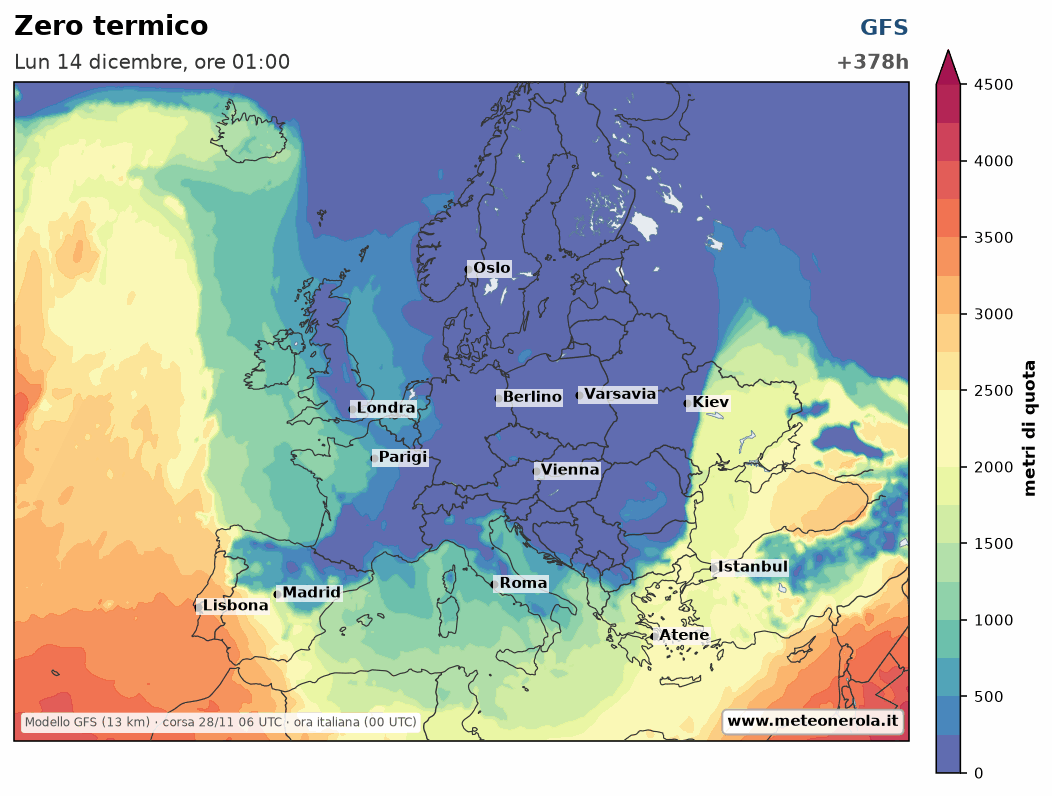 Zero termico
GFS
Lun 14 dicembre, ore 01:00
+378h
4500
4000
3500
3000
2500
2000
1500
1000
500
0
metri di quota
Oslo
Londra
Berlino
Varsavia
Kiev
Parigi
Vienna
Istanbul
Roma
Madrid
Lisbona
Atene
Modello GFS (13 km) · corsa 28/11 06 UTC · ora italiana (00 UTC)
www.meteonerola.it